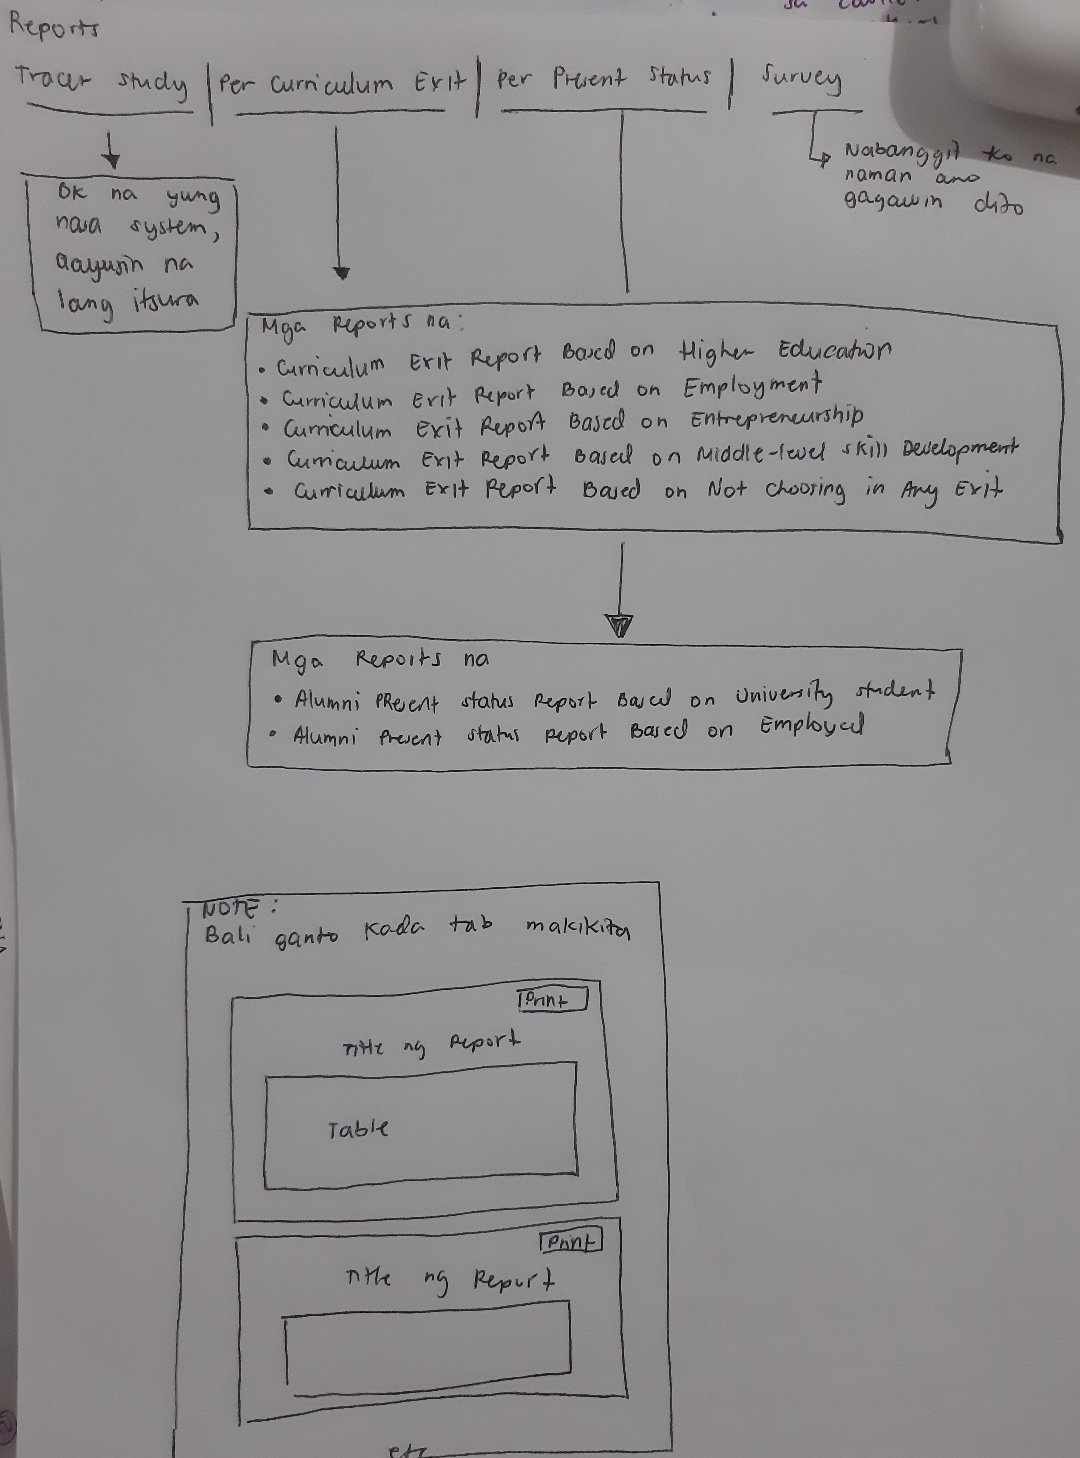 Reports
Tracer study | Per Curriculum Exit | Per Present Status | Survey
Nabanggit ko na
naman ano
gagawin dito
OK na yung
nasa system,
aayusin na
lang itsura
Mga Reports na:
• Curriculum Exit Report Based on Higher Education
• Curriculum Exit Report Based on Employment
• Curriculum Exit Report Based on Entrepreneurship
• Curriculum Exit Report Based on Middle-level skill Development
• Curriculum Exit Report Based on Not choosing in Any Exit
Mga Reports na
• Alumni Present status Report Based on University student
• Alumni Present status Report Based on Employed
NOTE:
Bali ganto kada tab makikita
Print
Title ng Report
Table
Print
Title ng Report
etc